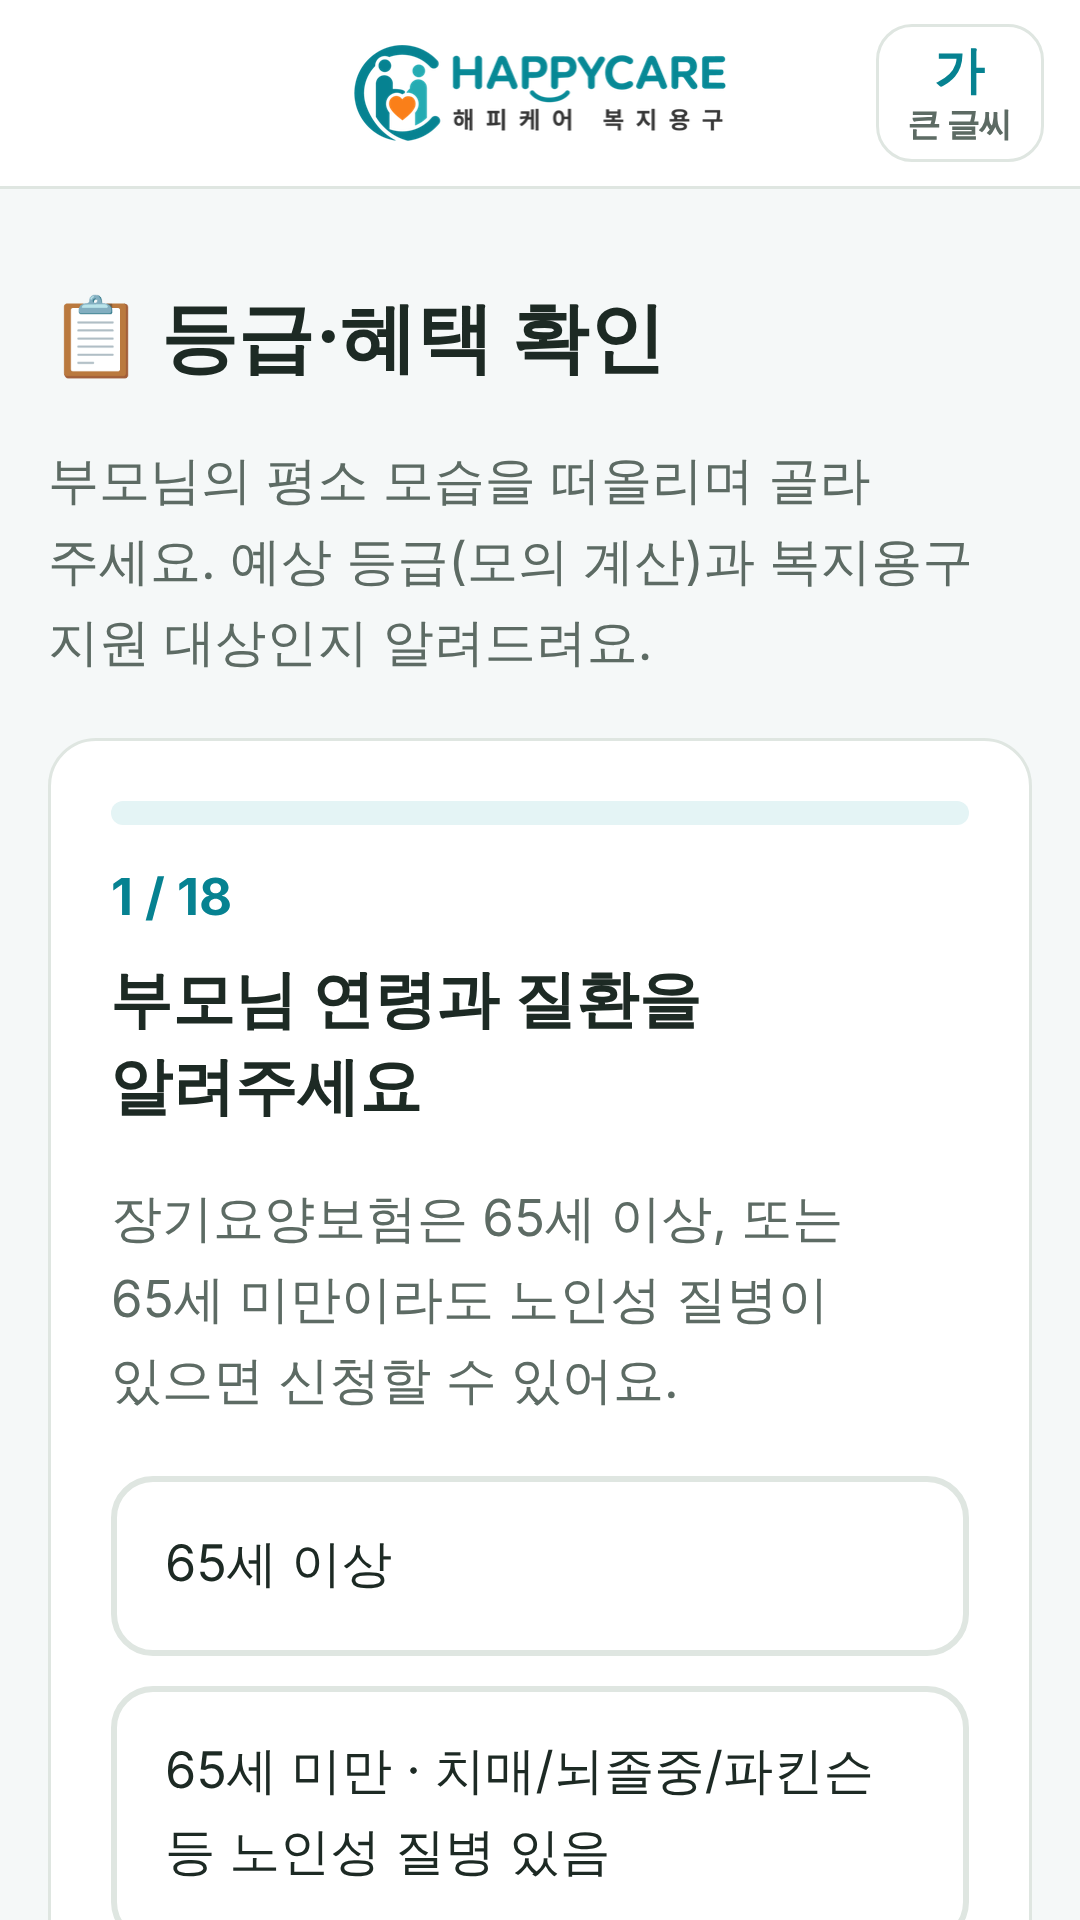 HAPPYCARE
해피케어 복지용구
가
큰 글씨
등급·혜택 확인
부모님의 평소 모습을 떠올리며 골라
주세요. 예상 등급(모의 계산)과 복지용구
지원 대상인지 알려드려요.
1 / 18
부모님 연령과 질환을
알려주세요
장기요양보험은 65세 이상, 또는
65세 미만이라도 노인성 질병이
있으면 신청할 수 있어요.
65세 이상
65세 미만 · 치매/뇌졸중/파킨슨
등 노인성 질병 있음